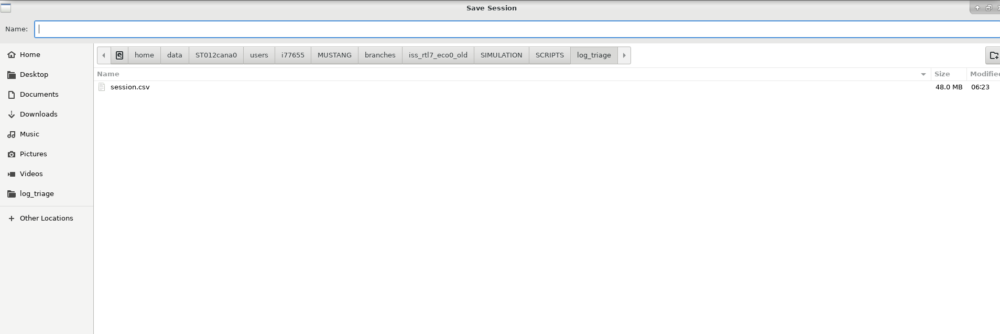 Save Session
Name:
Home
Desktop
Documents
Downloads
Music
Pictures
Videos
log_triage
Other Locations
home data ST012cana0 users i77655 MUSTANG branches iss_rtl7_eco0_old SIMULATION SCRIPTS log_triage
Name Size Modifie
session.csv 48.0 MB 06:23